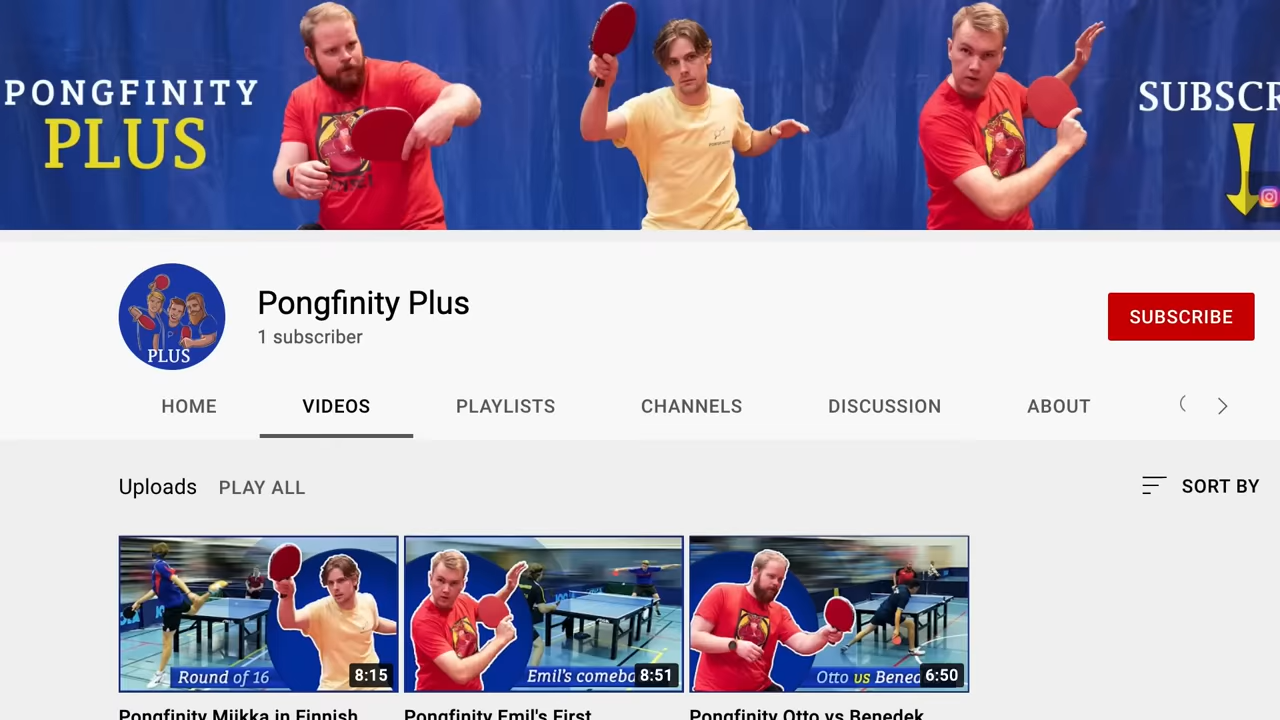 PONGFINITY
PLUS
SUBSCR
PLUS
Pongfinity Plus
1 subscriber
SUBSCRIBE
HOME
VIDEOS
PLAYLISTS
CHANNELS
DISCUSSION
ABOUT
Uploads
PLAY ALL
SORT BY
Round of 16
8:15
Emil's comeba
8:51
Otto vs Bened
6:50
Pongfinity Miikka in Finnish
Pongfinity Emil's First
Pongfinity Otto vs Benedek